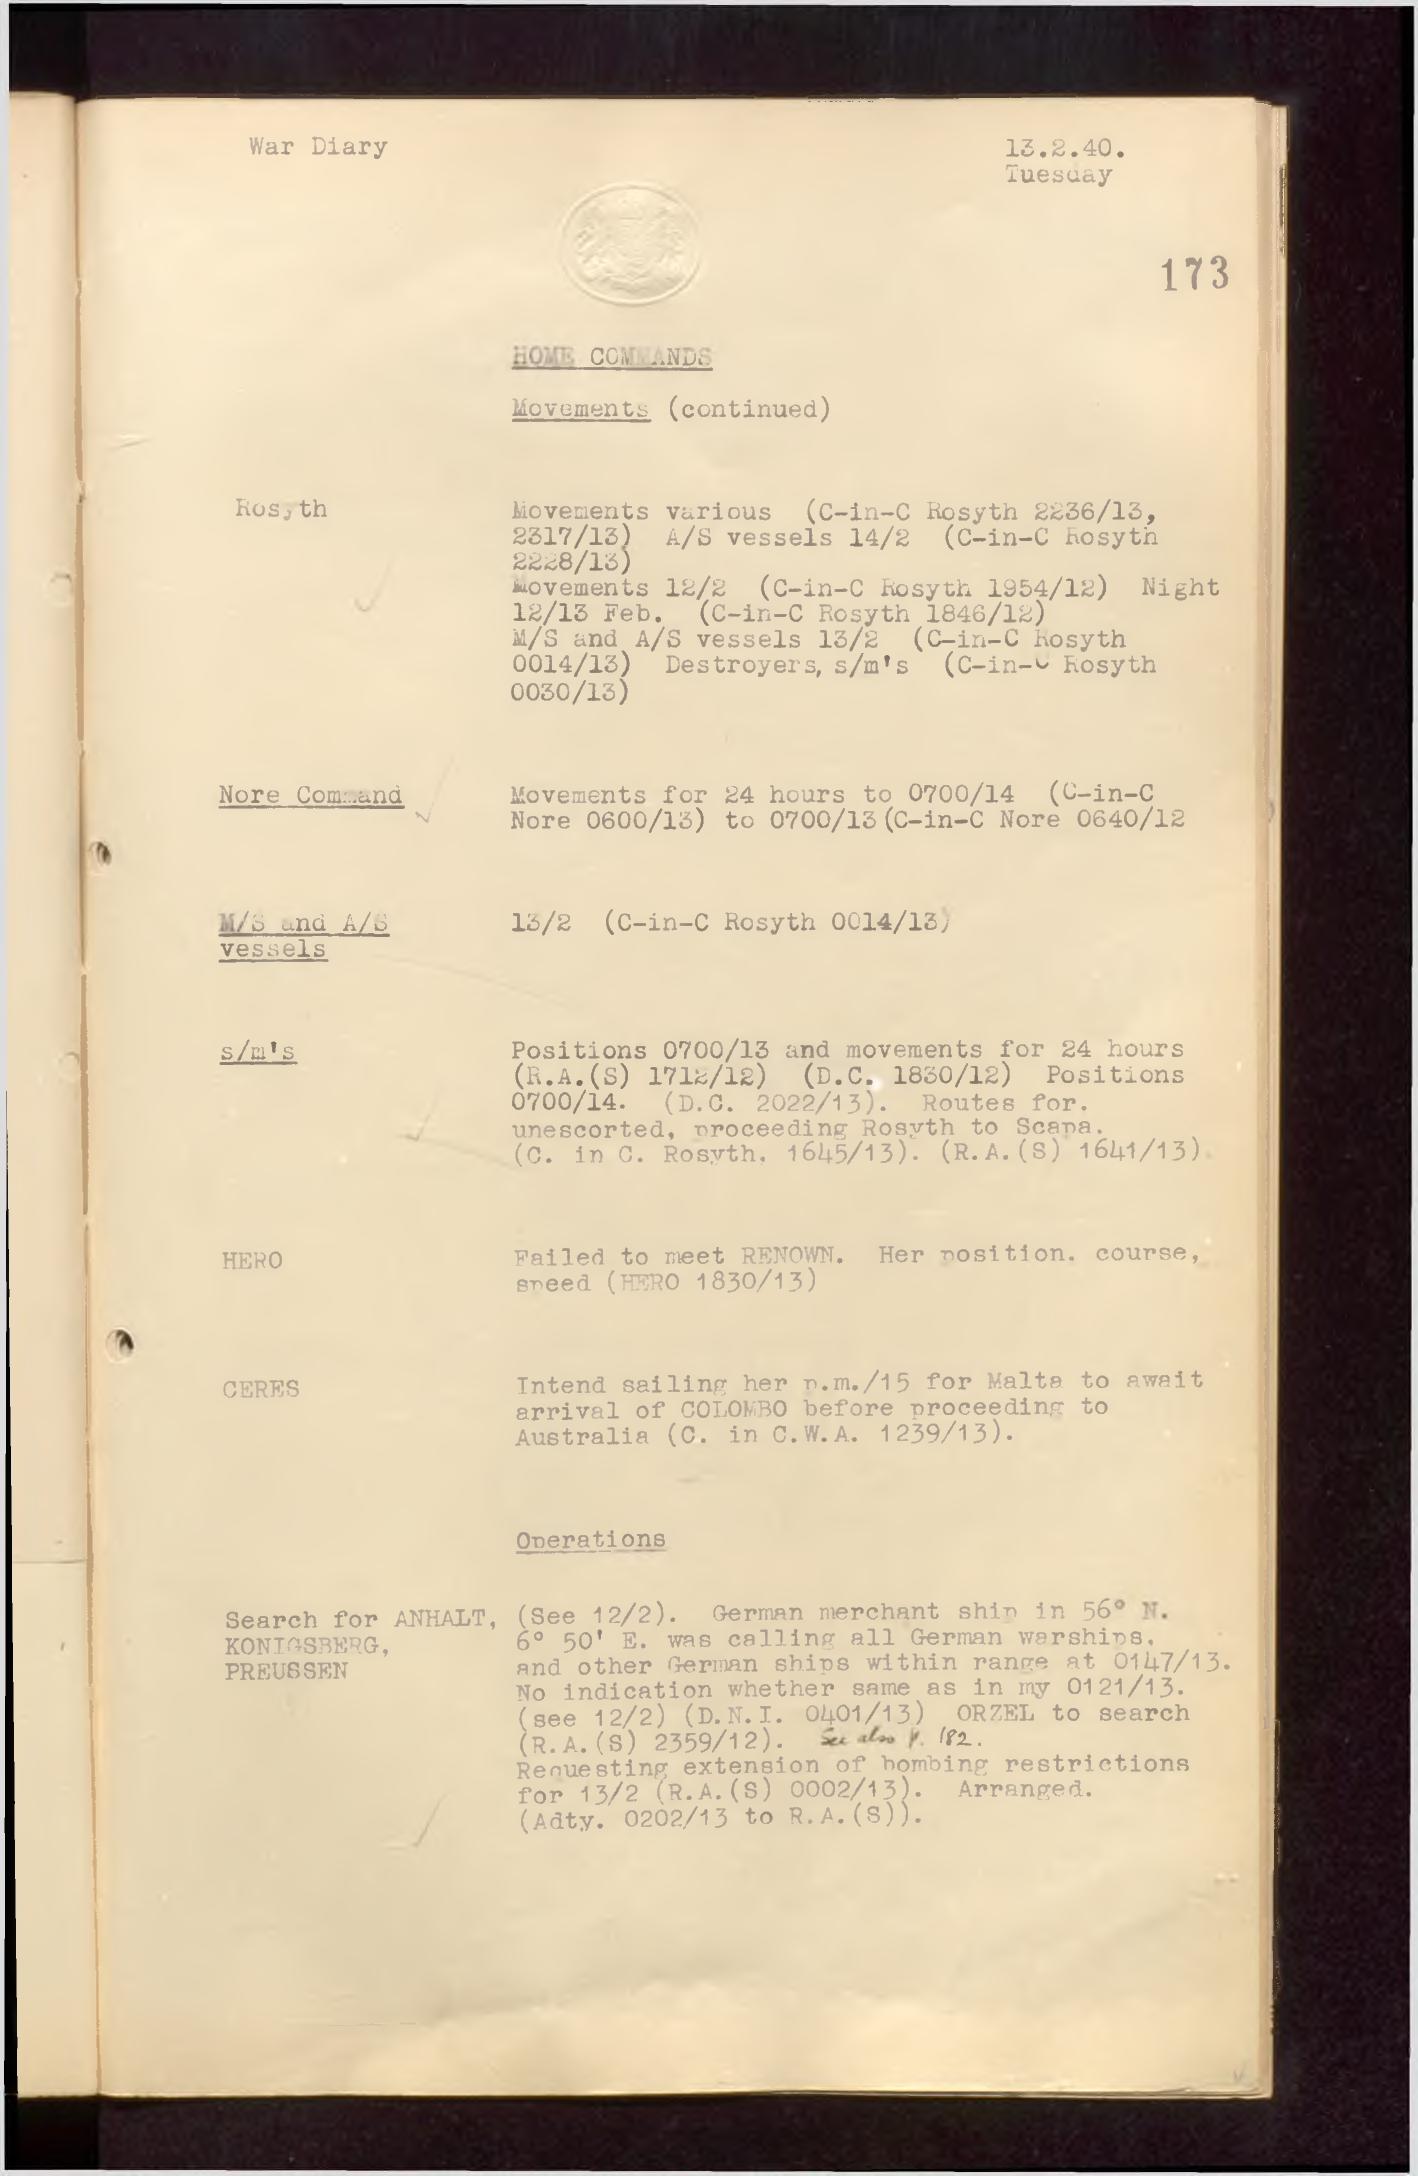 War Diary
13.2.40.
Tuesday
173
HOME COMMANDS
Movements (continued)
Rosyth
Movements various (C-in-C Rosyth 2236/13,
2317/13) A/S vessels 14/2 (C-in-C Rosyth
2228/13)
Movements 12/2 (C-in-C Rosyth 1954/12) Night
12/13 Feb. (C-in-C Rosyth 1846/12)
M/S and A/S vessels 13/2 (C-in-C Rosyth
0014/13) Destroyers, s/m's (C-in-C Rosyth
0030/13)
Nore Command
Movements for 24 hours to 0700/14 (C-in-C
Nore 0600/13) to 0700/13 (C-in-C Nore 0640/12
M/S and A/S
vessels
13/2 (C-in-C Rosyth 0014/13)
s/m's
Positions 0700/13 and movements for 24 hours
(R.A.(S) 1712/12) (D.C. 1830/12) Positions
0700/14. (D.C. 2022/13). Routes for.
unescorted, proceeding Rosyth to Scapa.
(C. in C. Rosyth. 1645/13). (R.A.(S) 1641/13).
HERO
Failed to meet RENOWN. Her position. course,
speed (HERO 1830/13)
CERES
Intend sailing her p.m./15 for Malta to await
arrival of COLOMBO before proceeding to
Australia (C. in C.W.A. 1239/13).
Operations
Search for ANHALT,
KONIGSBERG,
PREUSSEN
(See 12/2). German merchant ship in 56° N.
6° 50' E. was calling all German warships.
and other German ships within range at 0147/13.
No indication whether same as in my 0121/13.
(see 12/2) (D.N.I. 0401/13) ORZEL to search
(R.A.(S) 2359/12). See also p. 182.
Requesting extension of bombing restrictions
for 13/2 (R.A.(S) 0002/13). Arranged.
(Adty. 0202/13 to R.A.(S)).